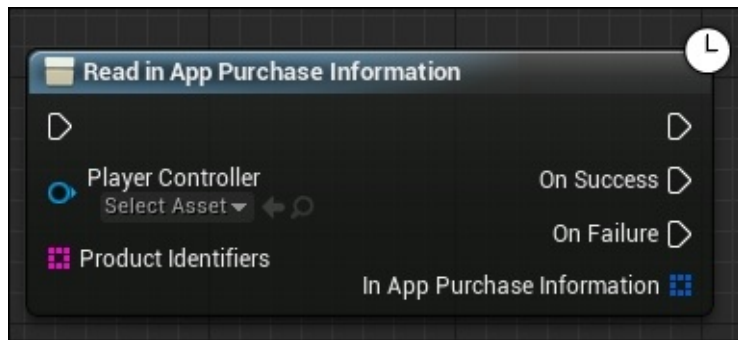 Read in App Purchase Information
Player Controller
Select Asset
On Success
On Failure
Product Identifiers
In App Purchase Information